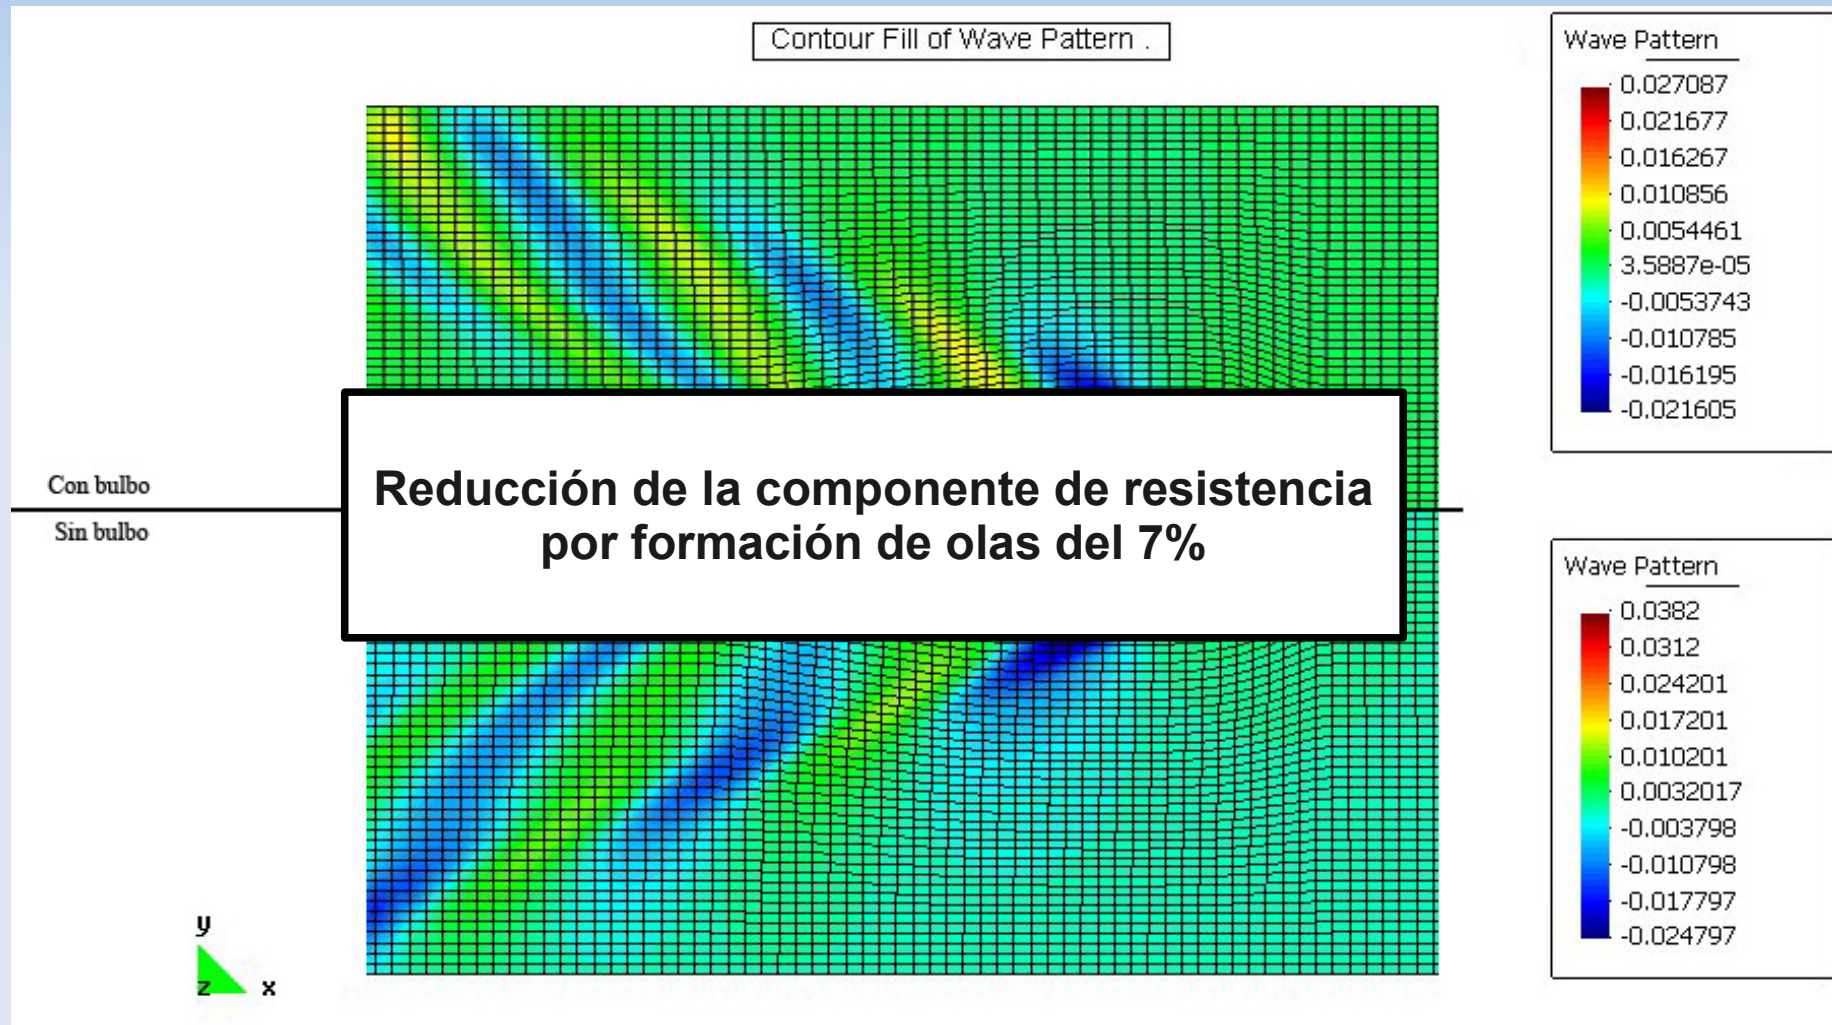 Contour Fill of Wave Pattern .
Wave Pattern
0.027087
0.021677
0.016267
0.010856
0.0054461
3.5887e-05
-0.0053743
-0.010785
-0.016195
-0.021605
Con bulbo
Sin bulbo
Reducción de la componente de resistencia
por formación de olas del 7%
Wave Pattern
0.0382
0.0312
0.024201
0.017201
0.010201
0.0032017
-0.003798
-0.010798
-0.017797
-0.024797
y
z x